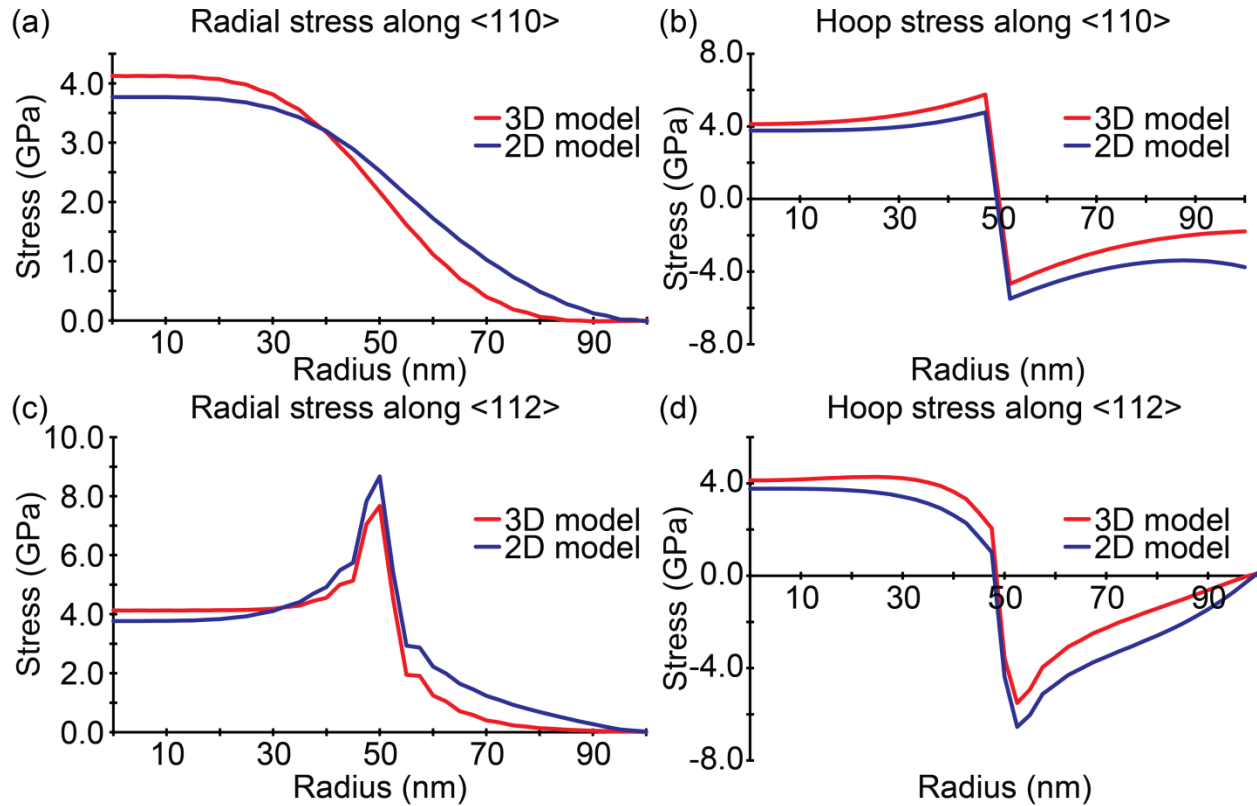 (a) Radial stress along <110>
4.0
3.0
2.0
1.0
0.0
Stress (GPa)
3D model
2D model
10 30 50 70 90
Radius (nm)
(b) Hoop stress along <110>
8.0
4.0
0.0
-4.0
-8.0
Stress (GPa)
3D model
2D model
10 30 50 70 90
Radius (nm)
(c) Radial stress along <112>
10.0
8.0
6.0
4.0
2.0
0.0
Stress (GPa)
3D model
2D model
10 30 50 70 90
Radius (nm)
(d) Hoop stress along <112>
4.0
0.0
-4.0
-8.0
Stress (GPa)
3D model
2D model
10 30 50 70 90
Radius (nm)